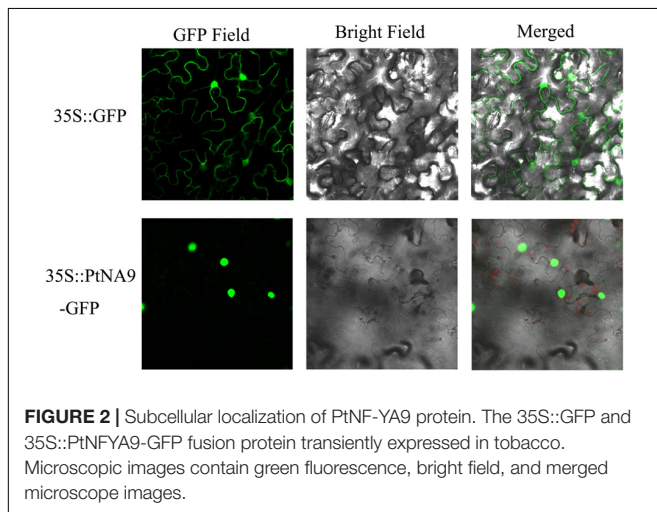 GFP Field Bright Field Merged
35S::GFP
35S::PtNA9
-GFP
FIGURE 2 | Subcellular localization of PtNF-YA9 protein. The 35S::GFP and
35S::PtNFYA9-GFP fusion protein transiently expressed in tobacco.
Microscopic images contain green fluorescence, bright field, and merged
microscope images.